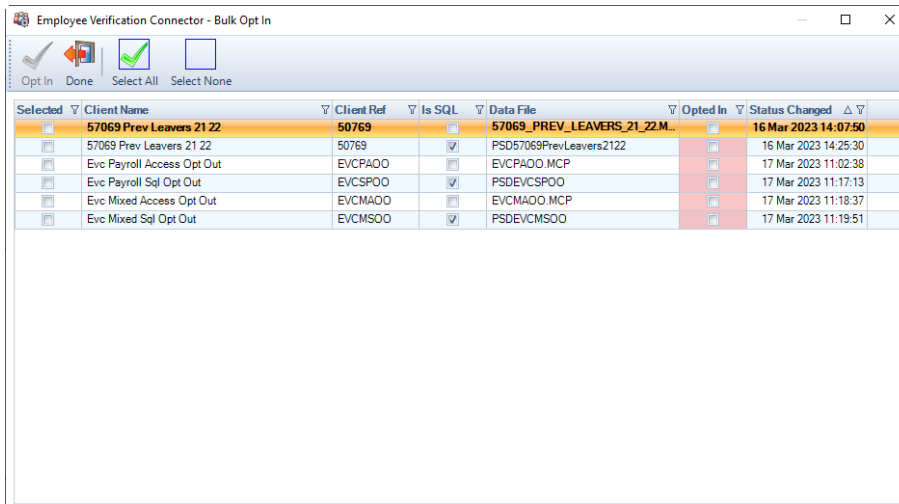 Employee Verification Connector - Bulk Opt In
Opt In Done Select All Select None
Selected Client Name Client Ref Is SQL Data File Opted In Status Changed
57069 Prev Leavers 21 22 50769 57069_PREV_LEAVERS_21_22.M... 16 Mar 2023 14:07:50
57069 Prev Leavers 21 22 50769 PSD57069PrevLeavers2122 16 Mar 2023 14:25:30
Evc Payroll Access Opt Out EVCPAOO EVCPAOO.MCP 17 Mar 2023 11:02:38
Evc Payroll Sql Opt Out EVCSPOO PSDEVCSPOO 17 Mar 2023 11:17:13
Evc Mixed Access Opt Out EVCMAOO EVCMAOO.MCP 17 Mar 2023 11:18:37
Evc Mixed Sql Opt Out EVCMSOO PSDEVCMSOO 17 Mar 2023 11:19:51